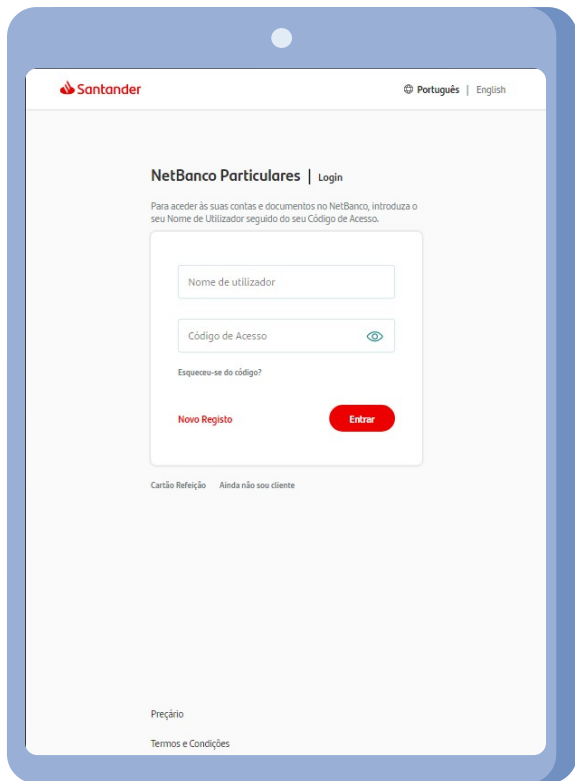 Santander
Português | English
NetBanco Particulares | Login
Para aceder às suas contas e documentos no NetBanco, introduza o
seu Nome de Utilizador seguido do seu Código de Acesso.
Nome de utilizador
Código de Acesso
Esqueceu-se do código?
Novo Registo
Entrar
Cartão Refeição Ainda não sou cliente
Preçário
Termos e Condições